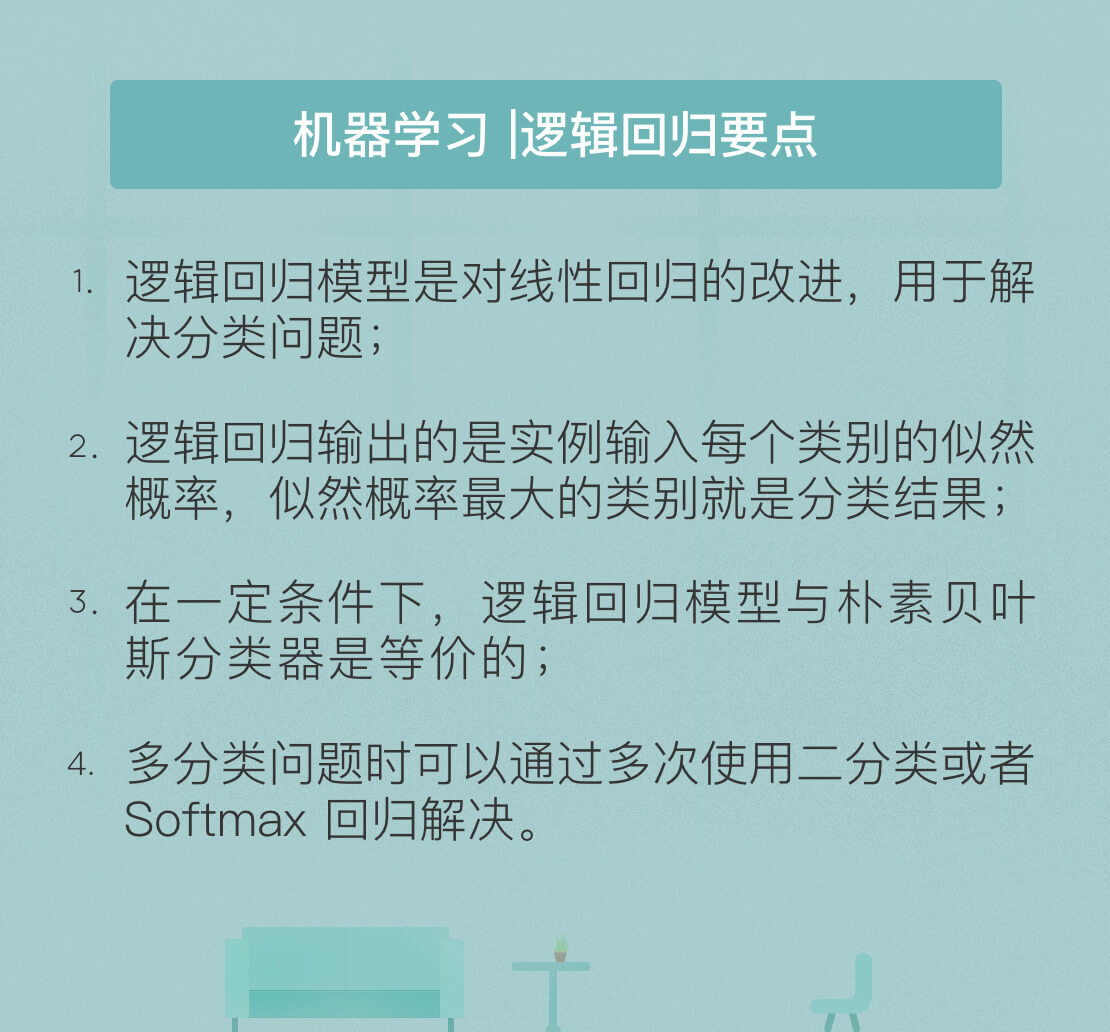 机器学习 |逻辑回归要点
1. 逻辑回归模型是对线性回归的改进，用于解
决分类问题；
2. 逻辑回归输出的是实例输入每个类别的似然
概率，似然概率最大的类别就是分类结果；
3. 在一定条件下，逻辑回归模型与朴素贝叶
斯分类器是等价的；
4. 多分类问题时可以通过多次使用二分类或者
Softmax 回归解决。